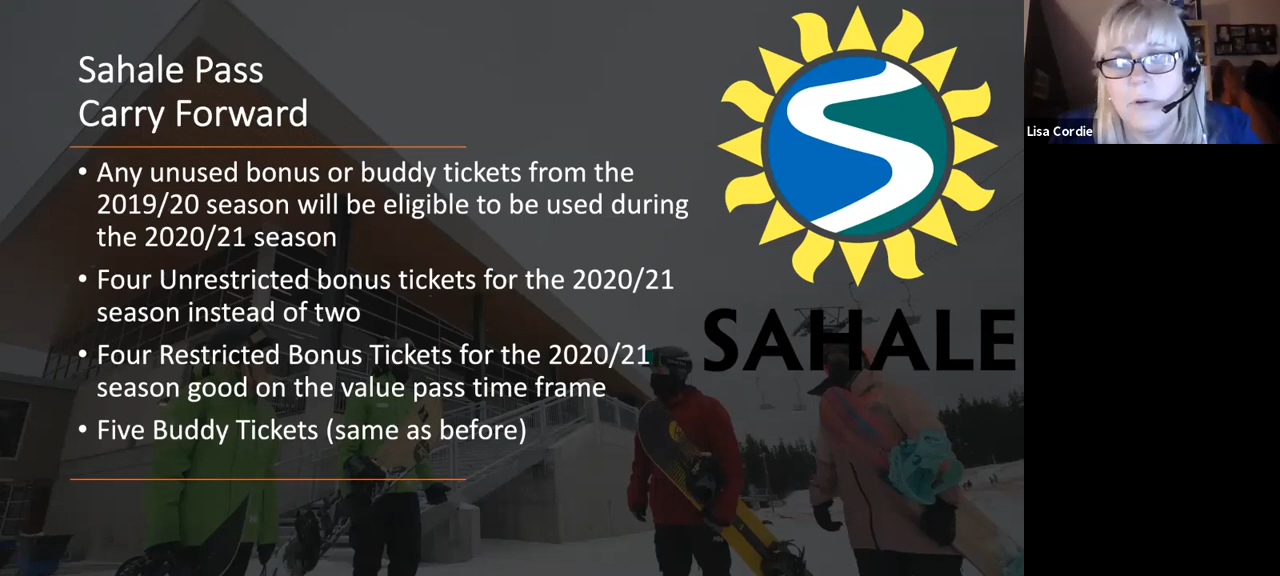 Sahale Pass
Carry Forward
• Any unused bonus or buddy tickets from the
2019/20 season will be eligible to be used during
the 2020/21 season
• Four Unrestricted bonus tickets for the 2020/21
season instead of two
• Four Restricted Bonus Tickets for the 2020/21
season good on the value pass time frame
• Five Buddy Tickets (same as before)
SAHALE
Lisa Cordie